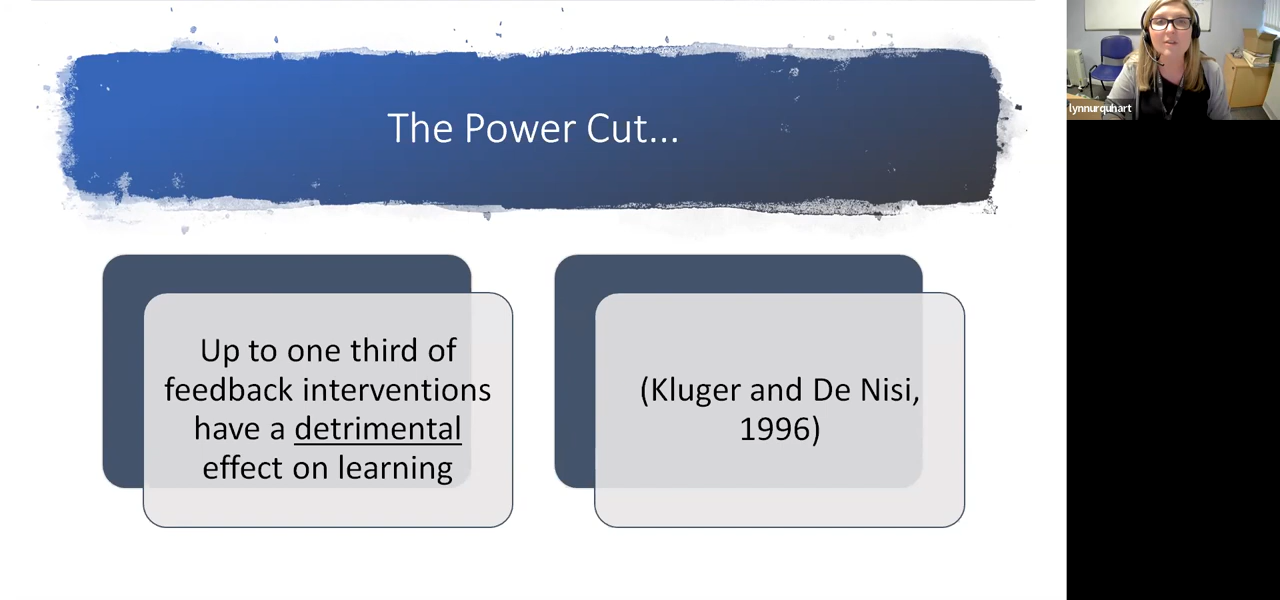 The Power Cut...
Up to one third of
feedback interventions
have a detrimental
effect on learning
(Kluger and De Nisi,
1996)
lynnurquhart